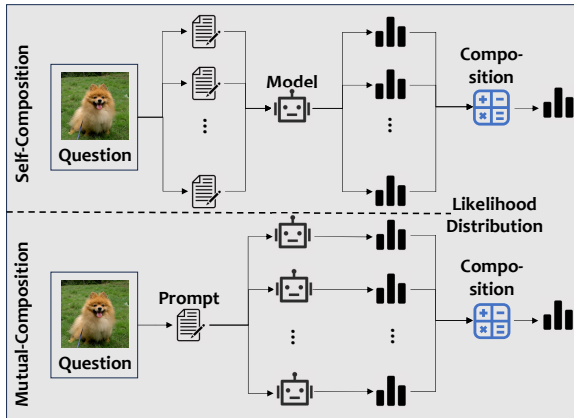 Self-Composition
Question
Model
Compo-
sition
Likelihood
Distribution
Mutual-Composition
Question
Prompt
Compo-
sition